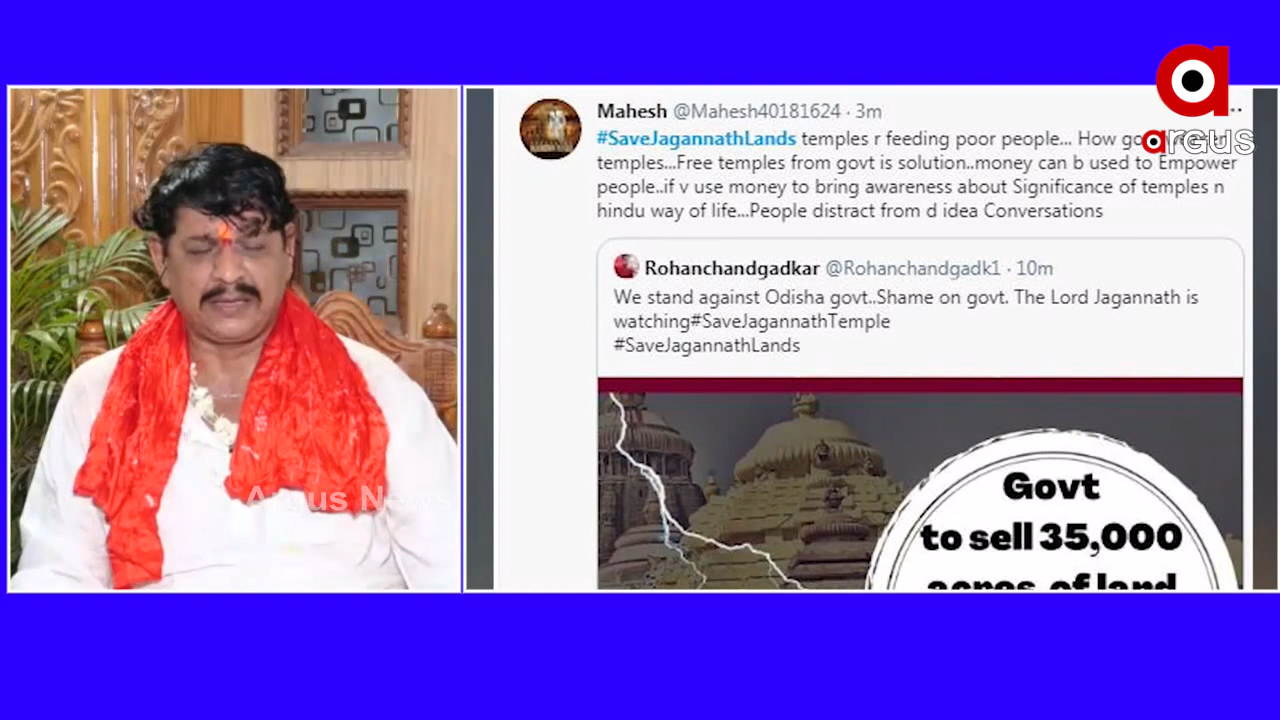 argus
Argus News
Mahesh @Mahesh40181624 · 3m
#SaveJagannathLands temples r feeding poor people... How go
temples...Free temples from govt is solution..money can b used to Empower
people..if v use money to bring awareness about Significance of temples n
hindu way of life...People distract from d idea Conversations
Rohanchandgadkar @Rohanchandgadk1 · 10m
We stand against Odisha govt..Shame on govt. The Lord Jagannath is
watching#SaveJagannathTemple
#SaveJagannathLands
Govt
to sell 35,000
acres of land